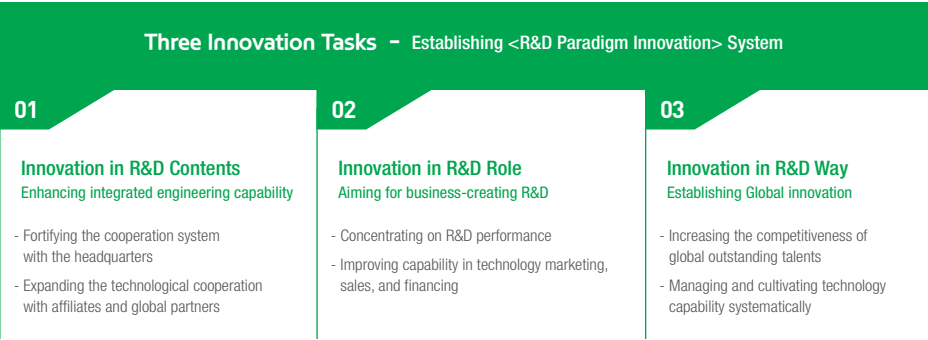 Three Innovation Tasks - Establishing <R&D Paradigm Innovation> System
01
Innovation in R&D Contents
Enhancing integrated engineering capability
- Fortifying the cooperation system
with the headquarters
- Expanding the technological cooperation
with affiliates and global partners
02
Innovation in R&D Role
Aiming for business-creating R&D
- Concentrating on R&D performance
- Improving capability in technology marketing,
sales, and financing
03
Innovation in R&D Way
Establishing Global innovation
- Increasing the competitiveness of
global outstanding talents
- Managing and cultivating technology
capability systematically